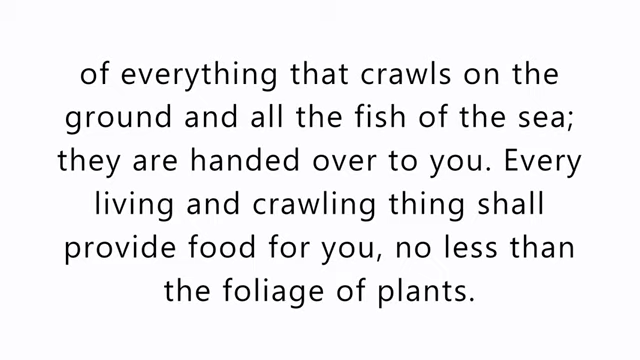 of everything that crawls on the
ground and all the fish of the sea;
they are handed over to you. Every
living and crawling thing shall
provide food for you, no less than
the foliage of plants.